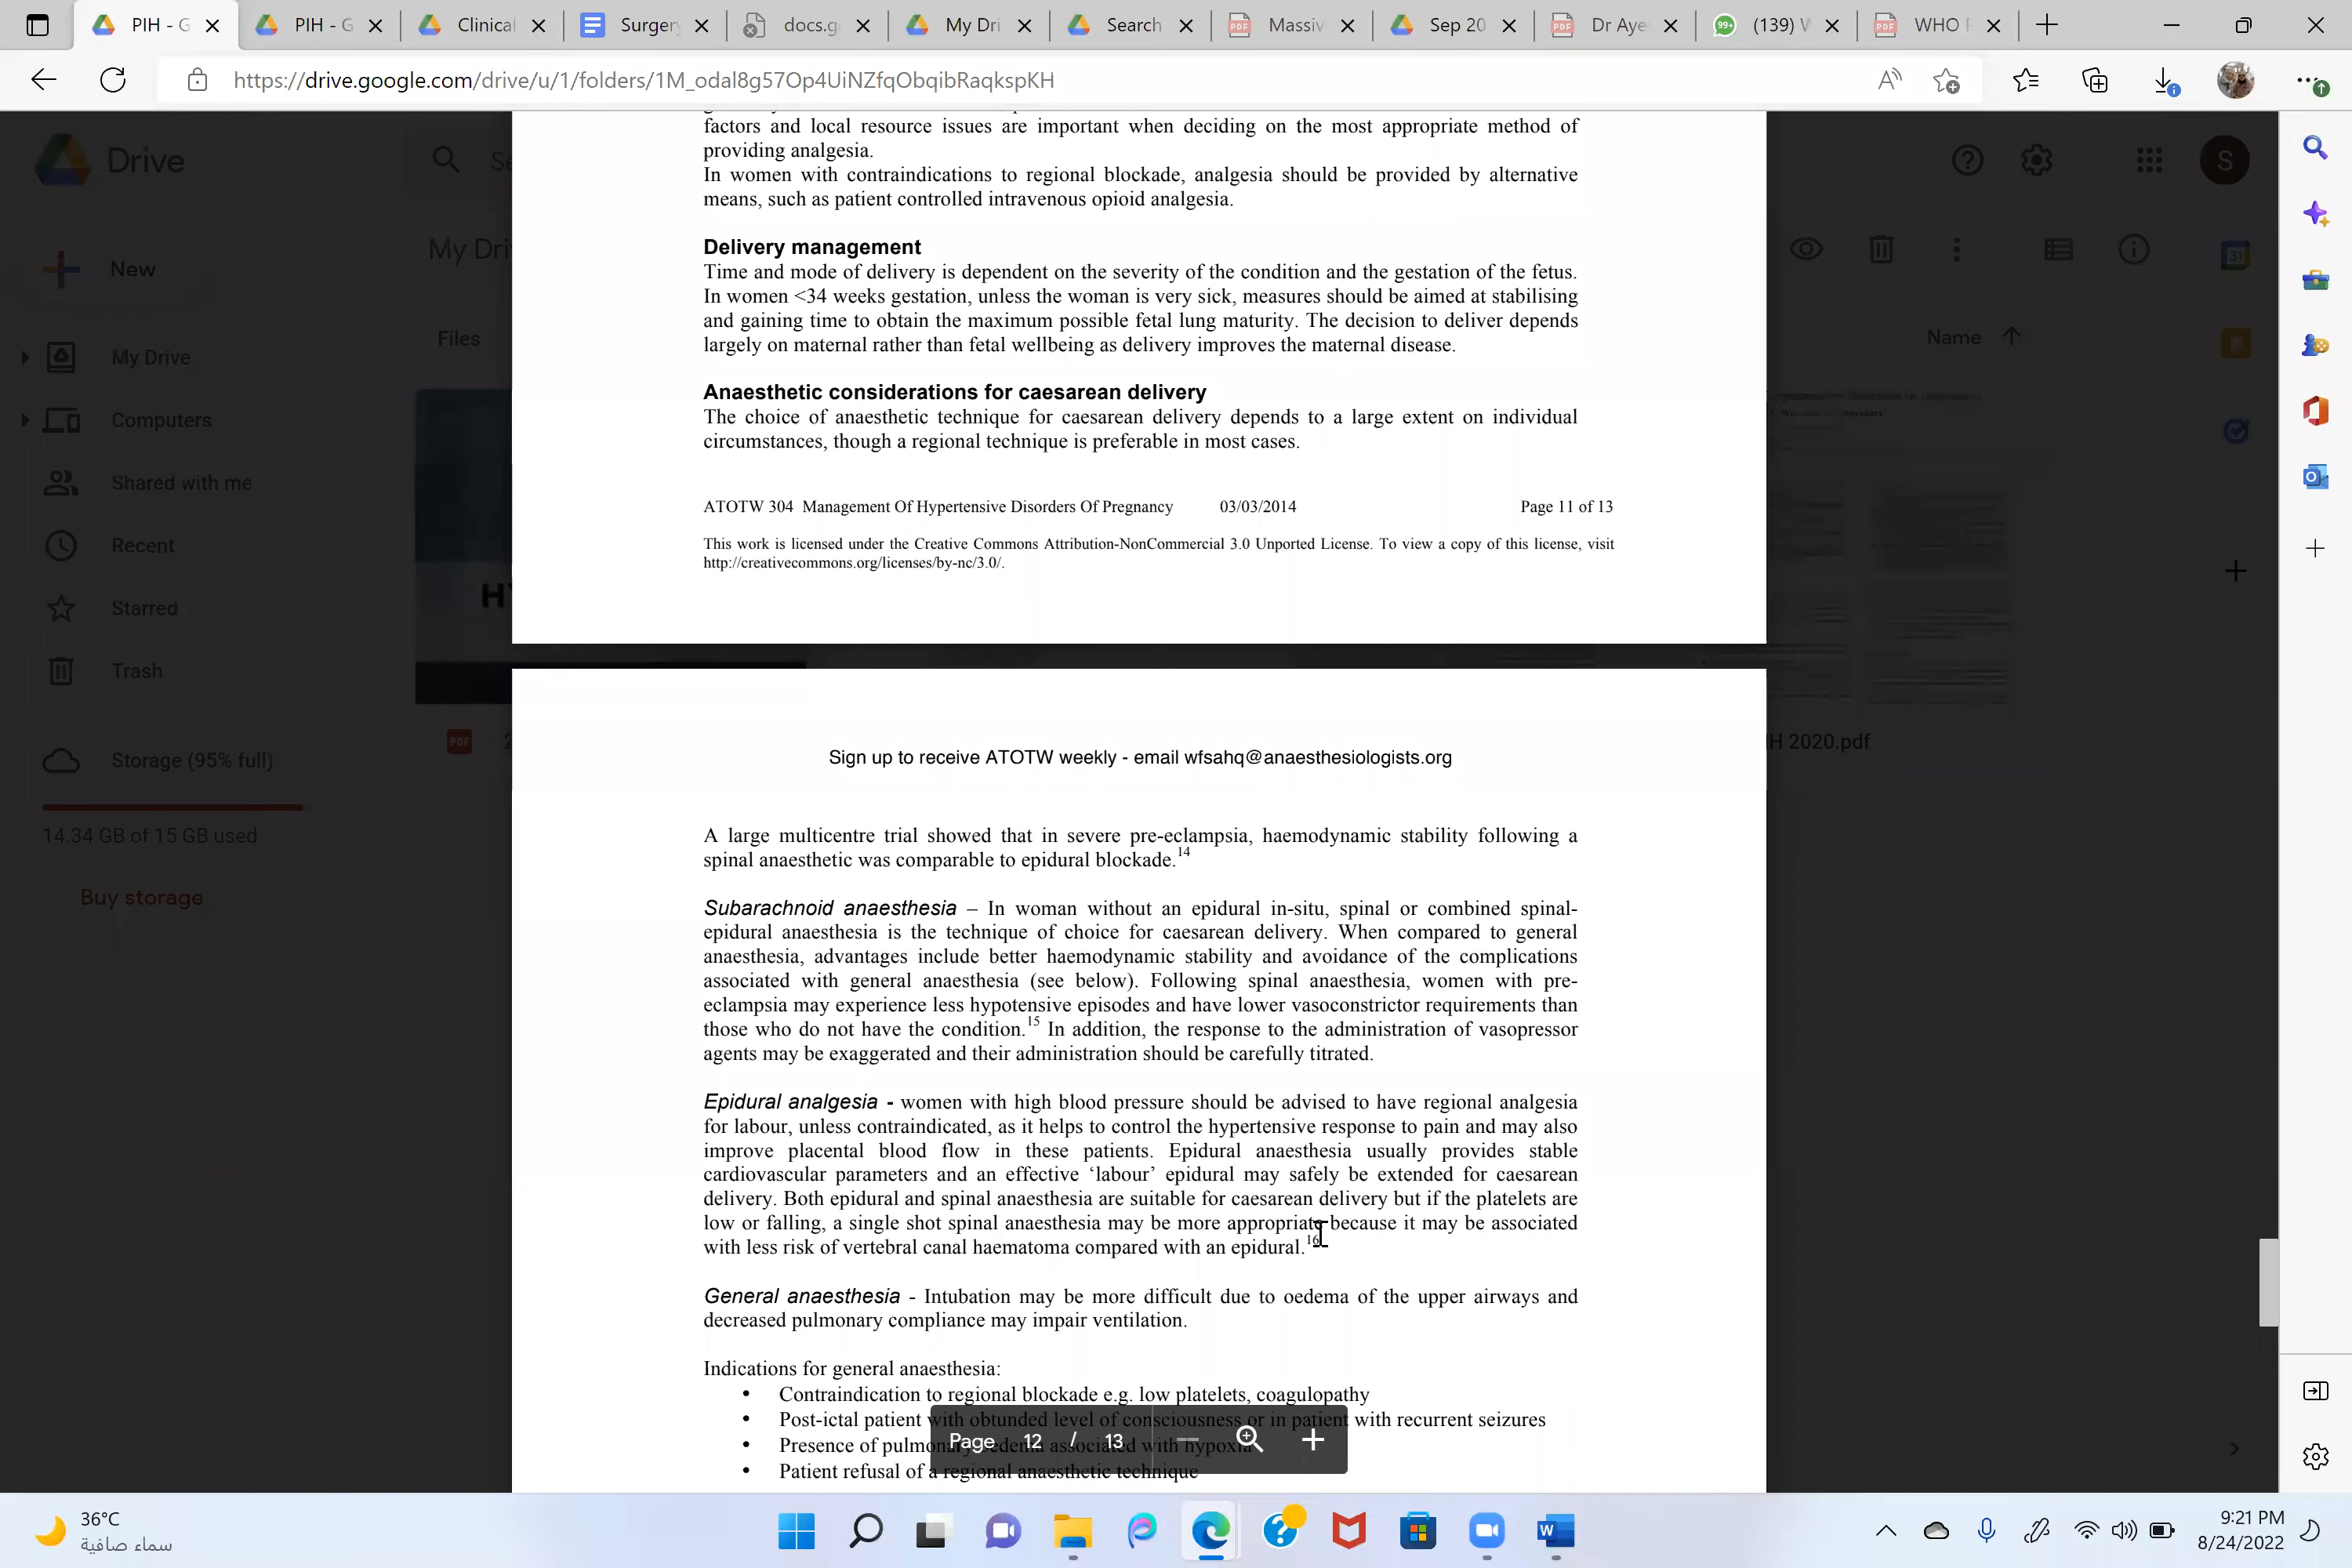 PIH - G
PIH - G
Clinical
Surger
docs.g
My Dri
Search
Massiv
Sep 20
Dr Aye
99+
(139) W
WHO F
https://drive.google.com/drive/u/1/folders/1M_odal8g57Op4UiNZfqObqibRaqkspKH
Drive
Se
S
New
My Dri
Files
Name
31
My Drive
Computers
Shared with me
Recent
Starred
Trash
Storage (95% full)
14.34 GB of 15 GB used
Buy storage
H
PDF
H 2020.pdf
factors and local resource issues are important when deciding on the most appropriate method of
providing analgesia.
In women with contraindications to regional blockade, analgesia should be provided by alternative
means, such as patient controlled intravenous opioid analgesia.
Delivery management
Time and mode of delivery is dependent on the severity of the condition and the gestation of the fetus.
In women <34 weeks gestation, unless the woman is very sick, measures should be aimed at stabilising
and gaining time to obtain the maximum possible fetal lung maturity. The decision to deliver depends
largely on maternal rather than fetal wellbeing as delivery improves the maternal disease.
Anaesthetic considerations for caesarean delivery
The choice of anaesthetic technique for caesarean delivery depends to a large extent on individual
circumstances, though a regional technique is preferable in most cases.
ATOTW 304 Management Of Hypertensive Disorders Of Pregnancy 03/03/2014 Page 11 of 13
This work is licensed under the Creative Commons Attribution-NonCommercial 3.0 Unported License. To view a copy of this license, visit
http://creativecommons.org/licenses/by-nc/3.0/.
Sign up to receive ATOTW weekly - email wfsahq@anaesthesiologists.org
A large multicentre trial showed that in severe pre-eclampsia, haemodynamic stability following a
spinal anaesthetic was comparable to epidural blockade.14
Subarachnoid anaesthesia – In woman without an epidural in-situ, spinal or combined spinal-
epidural anaesthesia is the technique of choice for caesarean delivery. When compared to general
anaesthesia, advantages include better haemodynamic stability and avoidance of the complications
associated with general anaesthesia (see below). Following spinal anaesthesia, women with pre-
eclampsia may experience less hypotensive episodes and have lower vasoconstrictor requirements than
those who do not have the condition.15 In addition, the response to the administration of vasopressor
agents may be exaggerated and their administration should be carefully titrated.
Epidural analgesia - women with high blood pressure should be advised to have regional analgesia
for labour, unless contraindicated, as it helps to control the hypertensive response to pain and may also
improve placental blood flow in these patients. Epidural anaesthesia usually provides stable
cardiovascular parameters and an effective ‘labour’ epidural may safely be extended for caesarean
delivery. Both epidural and spinal anaesthesia are suitable for caesarean delivery but if the platelets are
low or falling, a single shot spinal anaesthesia may be more appropriate because it may be associated
with less risk of vertebral canal haematoma compared with an epidural.16
General anaesthesia - Intubation may be more difficult due to oedema of the upper airways and
decreased pulmonary compliance may impair ventilation.
Indications for general anaesthesia:
• Contraindication to regional blockade e.g. low platelets, coagulopathy
• Post-ictal patient with obtunded level of consciousness or in patient with recurrent seizures
• Presence of pulmonary oedema associated with hypoxia
• Patient refusal of a regional anaesthetic technique
Page 12 / 13
36°C
سماء صافية
9:21 PM
8/24/2022